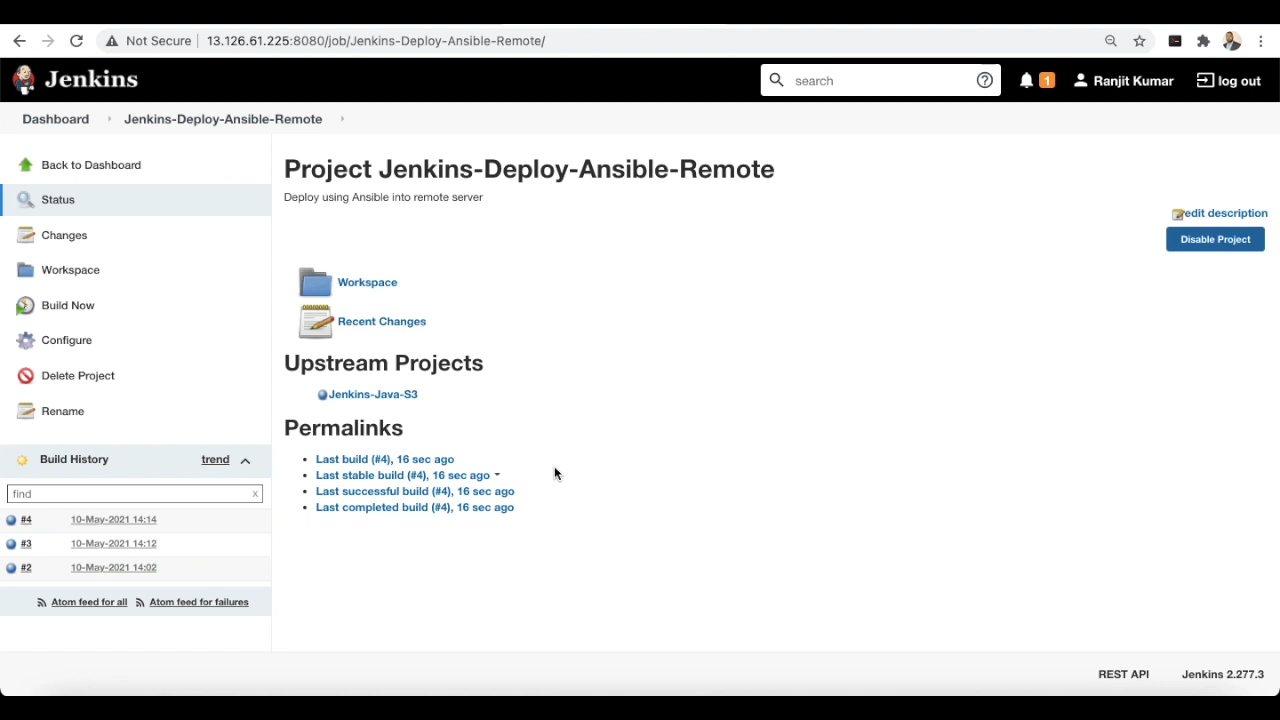 Not Secure 13.126.61.225:8080/job/Jenkins-Deploy-Ansible-Remote/
Jenkins
search
1
Ranjit Kumar
log out
Dashboard
Jenkins-Deploy-Ansible-Remote
Back to Dashboard
Status
Changes
Workspace
Build Now
Configure
Delete Project
Rename
Build History
trend
find
x
#4 10-May-2021 14:14
#3 10-May-2021 14:12
#2 10-May-2021 14:02
Atom feed for all Atom feed for failures
Project Jenkins-Deploy-Ansible-Remote
Deploy using Ansible into remote server
edit description
Disable Project
Workspace
Recent Changes
Upstream Projects
Jenkins-Java-S3
Permalinks
Last build (#4), 16 sec ago
Last stable build (#4), 16 sec ago
Last successful build (#4), 16 sec ago
Last completed build (#4), 16 sec ago
REST API
Jenkins 2.277.3